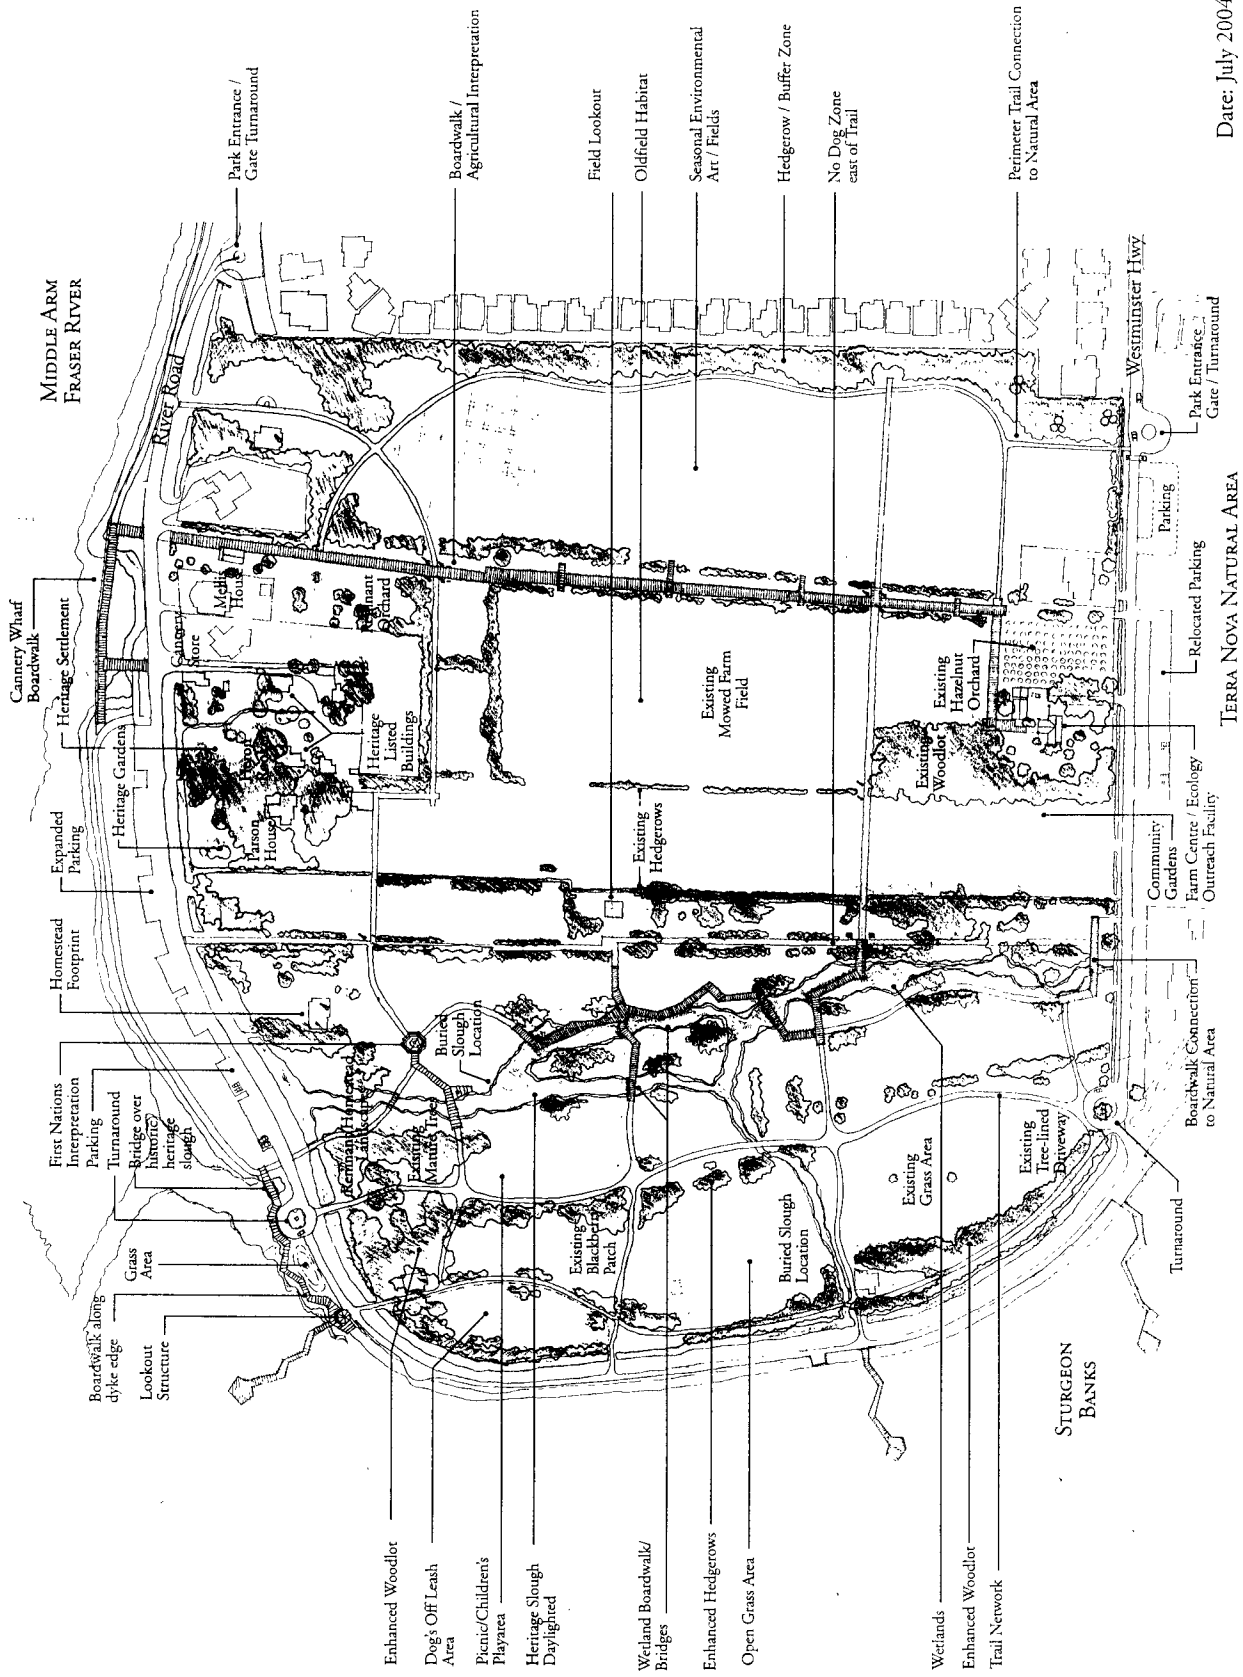 MIDDLE ARM
FRASER RIVER
River Road
Park Entrance /
Gate Turnaround
Cannery Wharf
Boardwalk
Heritage Settlement
Heritage Gardens
Expanded
Parking
Homestead
Footprint
First Nations
Interpretation
Parking
Turnaround
Bridge over
historic
heritage
slough
Grass
Area
Boardwalk along
dyke edge
Lookout
Structure
Mellis
House
Cannery
Store
Remnant
Orchard
Heritage
Listed
Buildings
Parson
House
Remnant Homestead
Landscaping
Existing
Mature Trees
Buried
Slough
Location
Boardwalk /
Agricultural Interpretation
Field Lookout
Oldfield Habitat
Seasonal Environmental
Art / Fields
Hedgerow / Buffer Zone
No Dog Zone
east of Trail
Perimeter Trail Connection
to Natural Area
Existing
Mowed Farm
Field
Existing
Hedgerows
Existing
Woodlot
Existing
Hazelnut
Orchard
Existing
Blackberry
Patch
Buried Slough
Location
Existing
Grass Area
Existing
Tree-lined
Driveway
Enhanced Woodlot
Dog's Off Leash
Area
Picnic/Children's
Playarea
Heritage Slough
Daylighted
Wetland Boardwalk/
Bridges
Enhanced Hedgerows
Open Grass Area
Wetlands
Enhanced Woodlot
Trail Network
STURGEON
BANKS
Turnaround
Boardwalk Connection
to Natural Area
Community
Gardens
Farm Centre / Ecology
Outreach Facility
Relocated Parking
Parking
Westminster Hwy
Park Entrance
Gate / Turnaround
TERRA NOVA NATURAL AREA
Date: July 2004